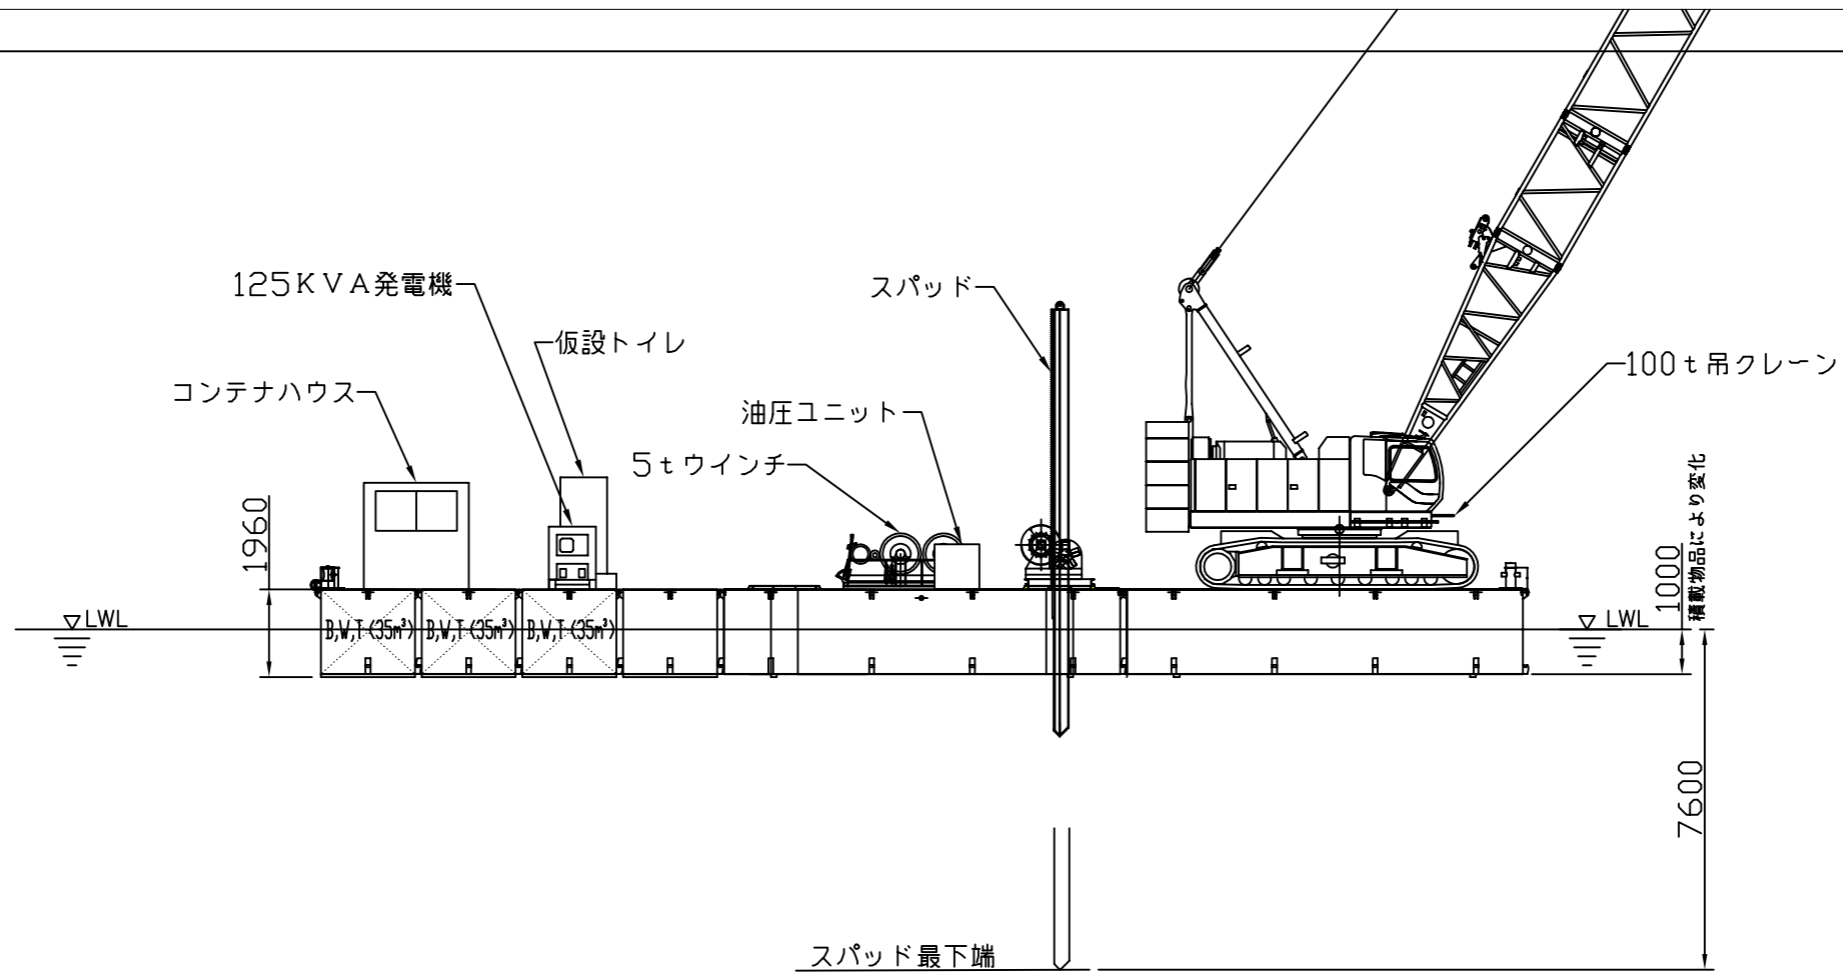 125KVA発電機
スパッド
仮設トイレ
100t吊クレーン
コンテナハウス
油圧ユニット
5tウインチ
1960
積載物品により変化
1000
LWL
B,W,T(35m³)
B,W,T(35m³)
B,W,T(35m³)
LWL
7600
スパッド最下端